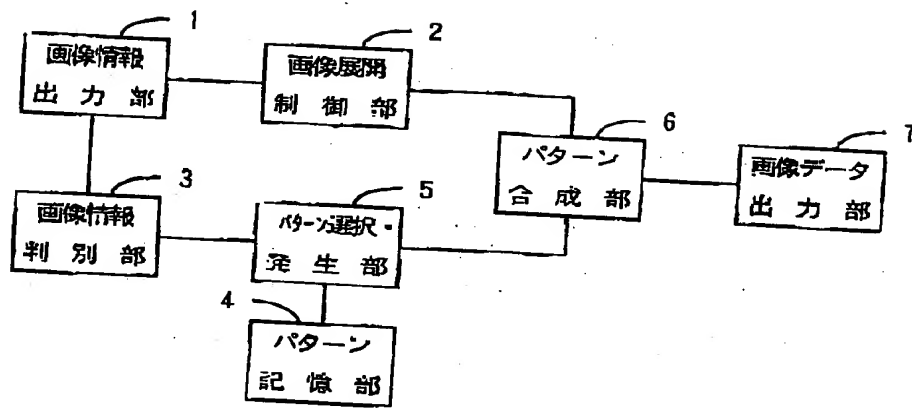 1
画像情報
出力部
2
画像展開
制御部
3
画像情報
判別部
5
パターン選択・
発生部
4
パターン
記憶部
6
パターン
合成部
7
画像データ
出力部